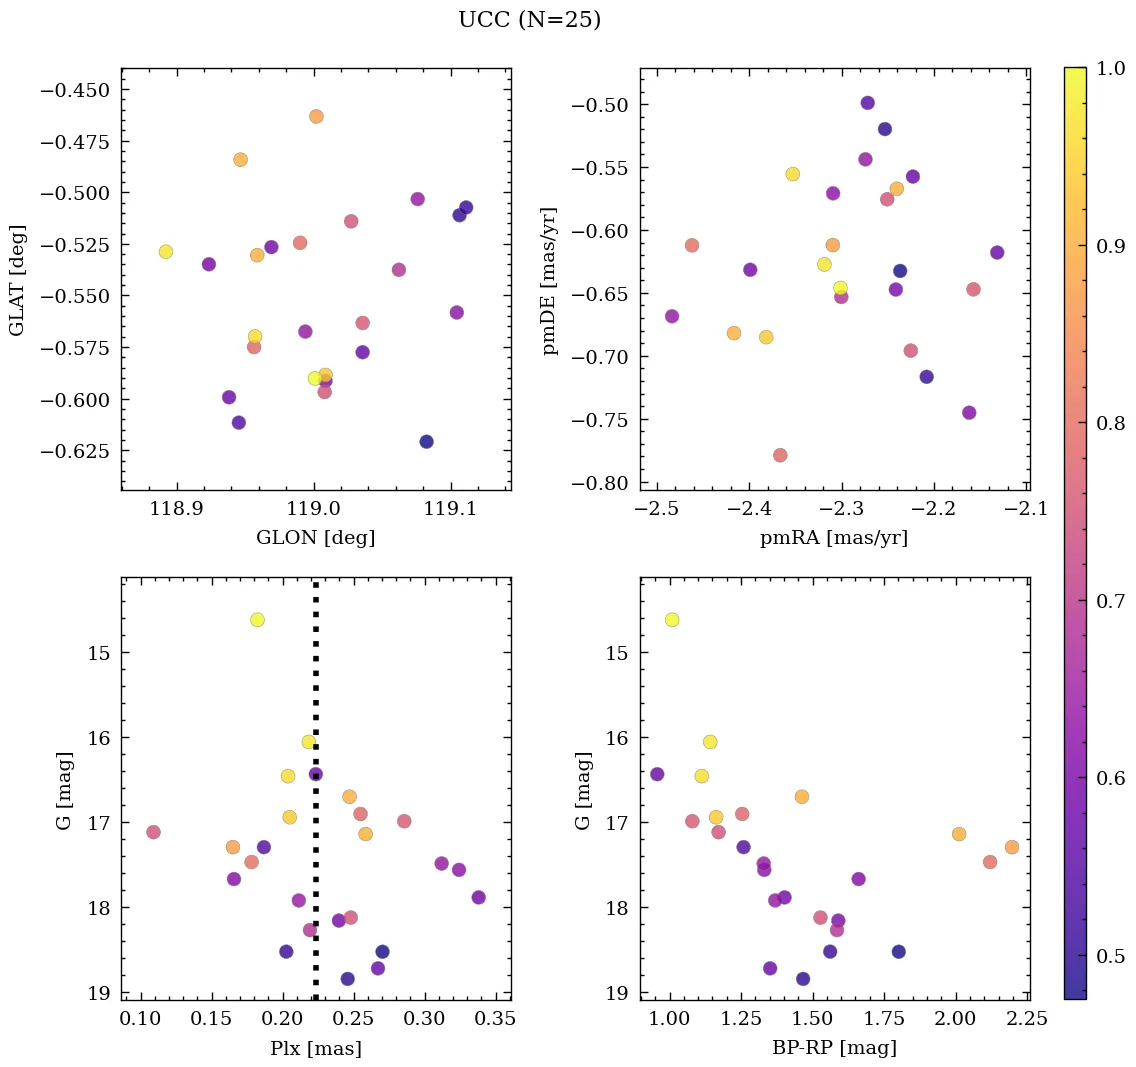 UCC (N=25)
−0.450
−0.475
−0.500
−0.525
−0.550
−0.575
−0.600
−0.625
GLAT [deg]
118.9 119.0 119.1
GLON [deg]
−0.50
−0.55
−0.60
−0.65
−0.70
−0.75
−0.80
pmDE [mas/yr]
−2.5 −2.4 −2.3 −2.2 −2.1
pmRA [mas/yr]
15
16
17
18
19
G [mag]
0.10 0.15 0.20 0.25 0.30 0.35
Plx [mas]
15
16
17
18
19
G [mag]
1.00 1.25 1.50 1.75 2.00 2.25
BP-RP [mag]
1.0
0.9
0.8
0.7
0.6
0.5